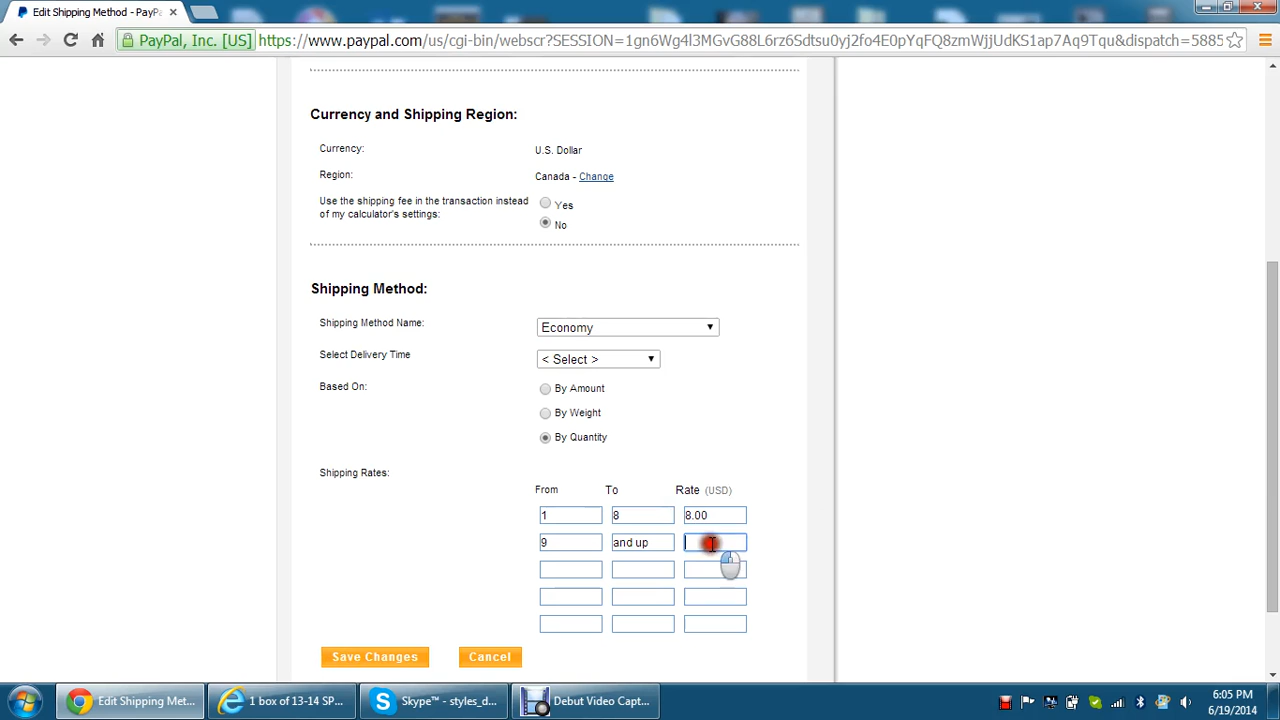 Edit Shipping Method - PayP
PayPal, Inc. [US] https://www.paypal.com/us/cgi-bin/webscr?SESSION=1gn6Wg4l3MGvG88L6rz6Sdtsu0yj2fo4E0pYqFQ8zmWjjUdKS1ap7Aq9Tqu&dispatch=5885
Currency and Shipping Region:
Currency: U.S. Dollar
Region: Canada - Change
Use the shipping fee in the transaction instead of my calculator's settings:
Yes
No
Shipping Method:
Shipping Method Name: Economy
Select Delivery Time < Select >
Based On: By Amount
By Weight
By Quantity
Shipping Rates:
From To Rate (USD)
1 8 8.00
9 and up
Save Changes Cancel
Edit Shipping Met... 1 box of 13-14 SP... Skype™ - styles_d... Debut Video Capt...
6:05 PM
6/19/2014